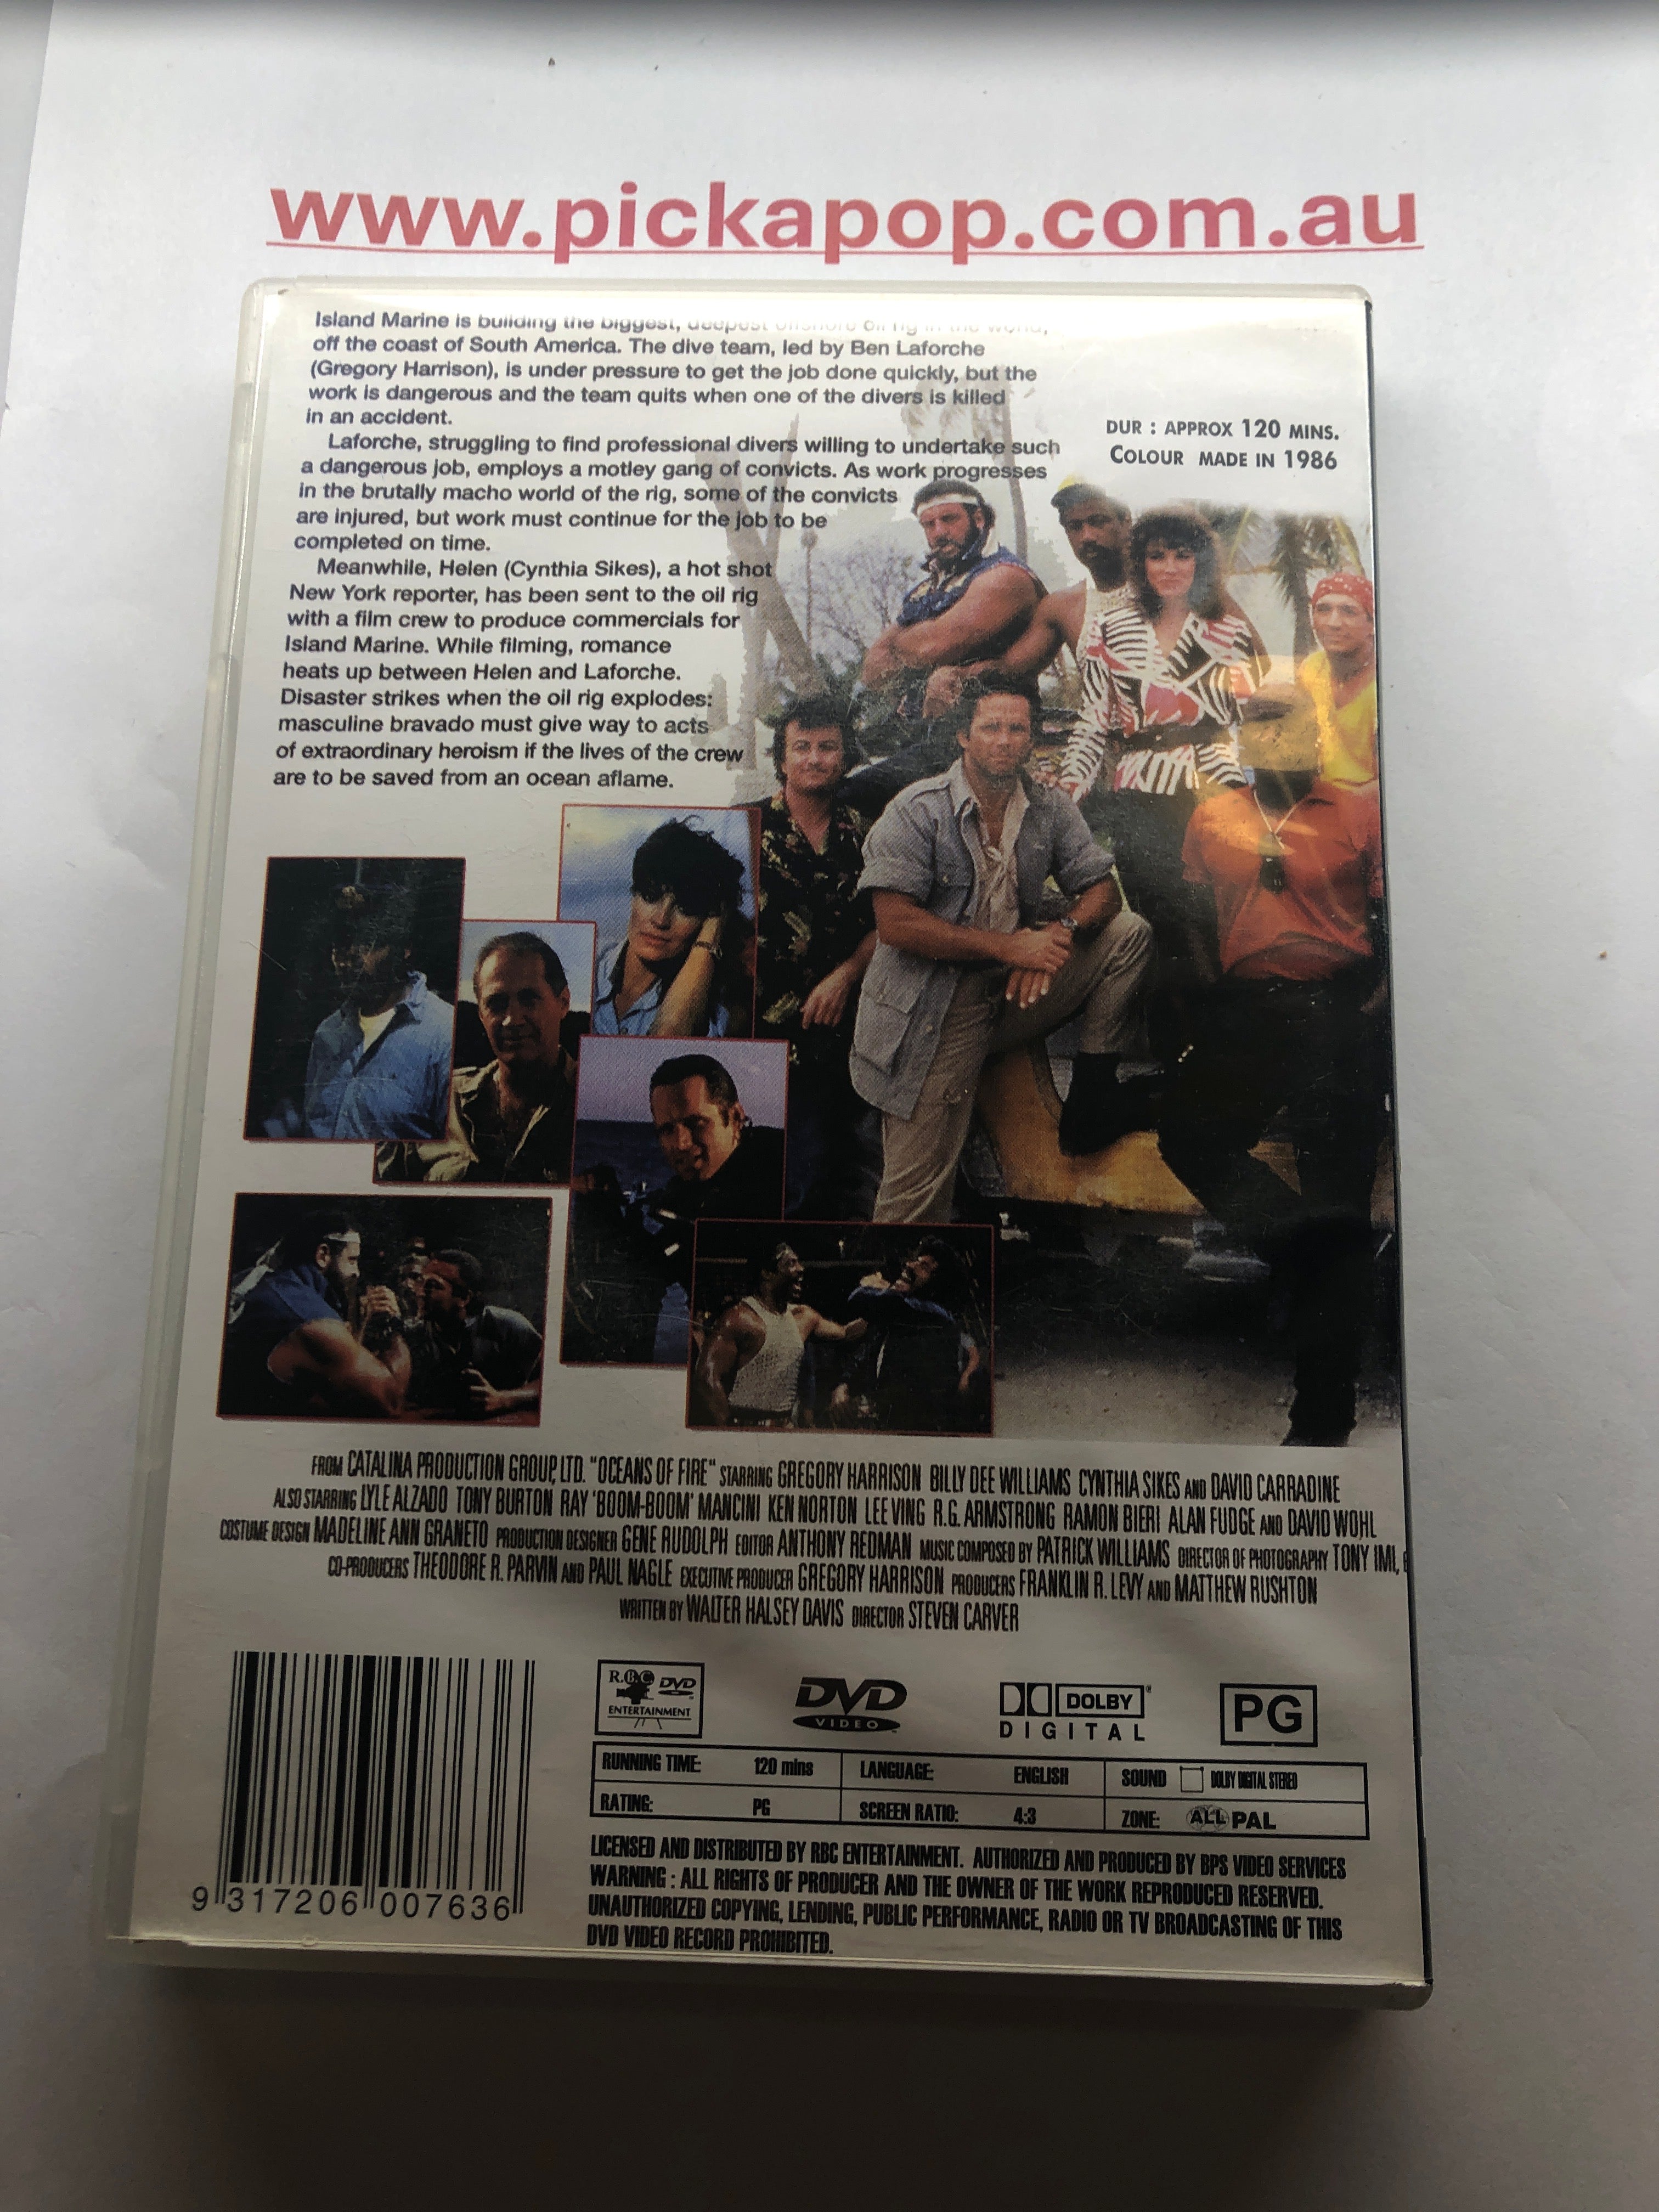 www.pickapop.com.au
Island Marine is building the biggest, deepest offshore oil rig in the world,
off the coast of South America. The dive team, led by Ben Laforche
(Gregory Harrison), is under pressure to get the job done quickly, but the
work is dangerous and the team quits when one of the divers is killed
in an accident.
Laforche, struggling to find professional divers willing to undertake such
a dangerous job, employs a motley gang of convicts. As work progresses
in the brutally macho world of the rig, some of the convicts
are injured, but work must continue for the job to be
completed on time.
Meanwhile, Helen (Cynthia Sikes), a hot shot
New York reporter, has been sent to the oil rig
with a film crew to produce commercials for
Island Marine. While filming, romance
heats up between Helen and Laforche.
Disaster strikes when the oil rig explodes:
masculine bravado must give way to acts
of extraordinary heroism if the lives of the crew
are to be saved from an ocean aflame.
DUR : APPROX 120 MINS.
COLOUR MADE IN 1986
FROM CATALINA PRODUCTION GROUP, LTD. "OCEANS OF FIRE" STARRING GREGORY HARRISON BILLY DEE WILLIAMS CYNTHIA SIKES AND DAVID CARRADINE
ALSO STARRING LYLE ALZADO TONY BURTON RAY 'BOOM-BOOM' MANCINI KEN NORTON LEE VING R.G. ARMSTRONG RAMON BIERI ALAN FUDGE AND DAVID WOHL
COSTUME DESIGN MADELINE ANN GRANETO PRODUCTION DESIGNER GENE RUDOLPH EDITOR ANTHONY REDMAN MUSIC COMPOSED BY PATRICK WILLIAMS DIRECTOR OF PHOTOGRAPHY TONY IMI,
CO-PRODUCERS THEODORE R. PARVIN AND PAUL NAGLE EXECUTIVE PRODUCER GREGORY HARRISON PRODUCERS FRANKLIN R. LEVY AND MATTHEW RUSHTON
WRITTEN BY WALTER HALSEY DAVIS DIRECTOR STEVEN CARVER
R.B.C DVD
ENTERTAINMENT
DVD
VIDEO
DOLBY
DIGITAL
PG
RUNNING TIME: 120 mins LANGUAGE: ENGLISH SOUND DOLBY DIGITAL STEREO
RATING: PG SCREEN RATIO: 4:3 ZONE: ALL PAL
9 317206 007636
LICENSED AND DISTRIBUTED BY RBC ENTERTAINMENT. AUTHORIZED AND PRODUCED BY BPS VIDEO SERVICES
WARNING : ALL RIGHTS OF PRODUCER AND THE OWNER OF THE WORK REPRODUCED RESERVED.
UNAUTHORIZED COPYING, LENDING, PUBLIC PERFORMANCE, RADIO OR TV BROADCASTING OF THIS
DVD VIDEO RECORD PROHIBITED.